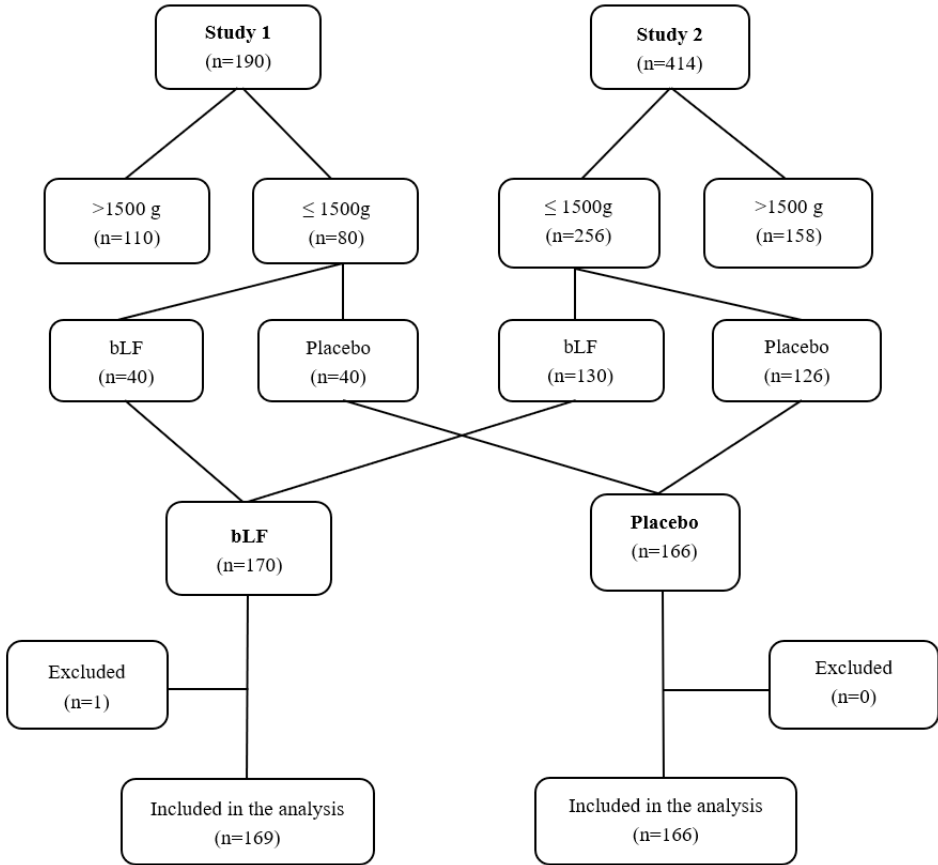 Study 1
(n=190)
Study 2
(n=414)
>1500 g
(n=110)
≤ 1500g
(n=80)
≤ 1500g
(n=256)
>1500 g
(n=158)
bLF
(n=40)
Placebo
(n=40)
bLF
(n=130)
Placebo
(n=126)
bLF
(n=170)
Placebo
(n=166)
Excluded
(n=1)
Excluded
(n=0)
Included in the analysis
(n=169)
Included in the analysis
(n=166)